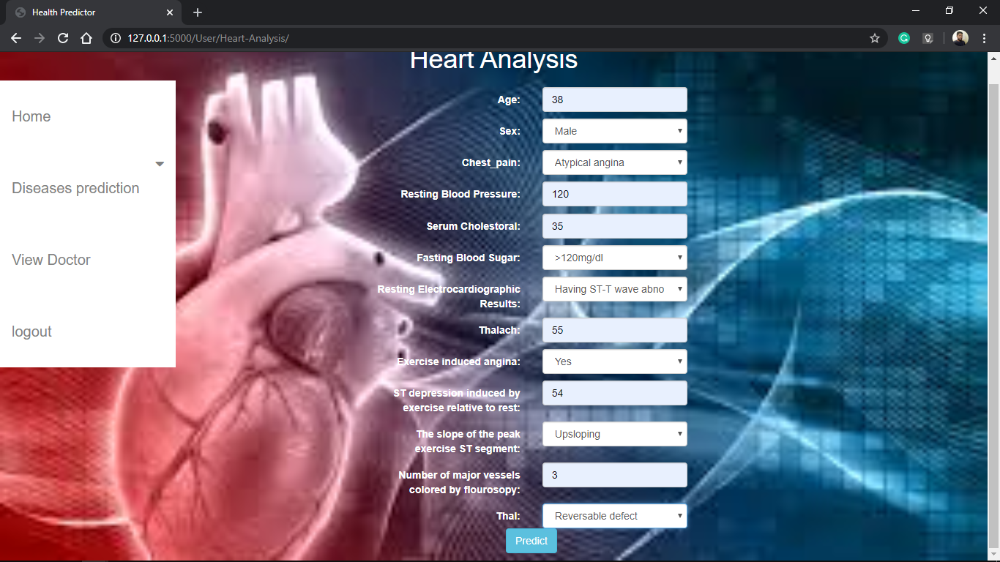 Health Predictor
127.0.0.1:5000/User/Heart-Analysis/
Heart Analysis
Home
Diseases prediction
View Doctor
logout
Age: 38
Sex: Male
Chest_pain: Atypical angina
Resting Blood Pressure: 120
Serum Cholestoral: 35
Fasting Blood Sugar: >120mg/dl
Resting Electrocardiographic
Results: Having ST-T wave abno
Thalach: 55
Exercise induced angina: Yes
ST depression induced by
exercise relative to rest: 54
The slope of the peak
exercise ST segment: Upsloping
Number of major vessels
colored by flourosopy: 3
Thal: Reversable defect
Predict